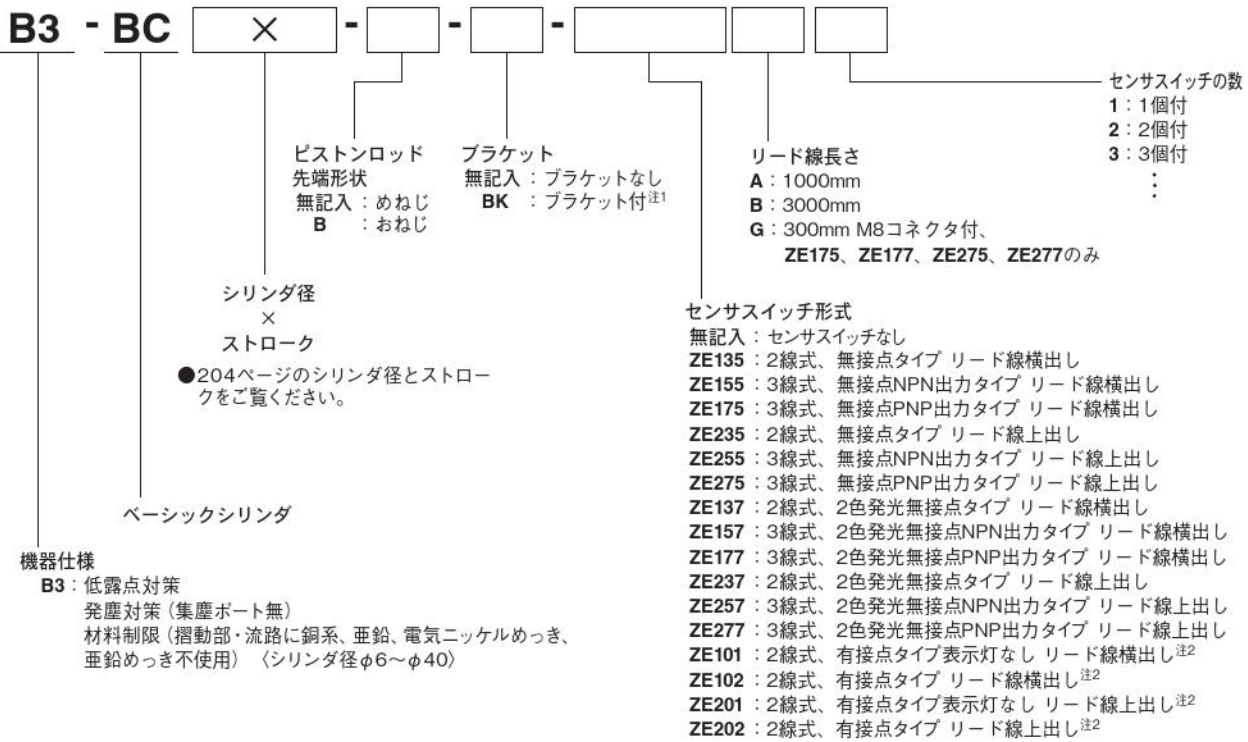 B3 - BC × - - -
センサスイッチの数
1：1個付
2：2個付
3：3個付
⋮
ピストンロッド
先端形状
無記入：めねじ
B：おねじ
ブラケット
無記入：ブラケットなし
BK：ブラケット付注1
リード線長さ
A：1000mm
B：3000mm
G：300mm M8コネクタ付、
ZE175、ZE177、ZE275、ZE277のみ
シリンダ径
×
ストローク
●204ページのシリンダ径とストロー
クをご覧ください。
センサスイッチ形式
無記入：センサスイッチなし
ZE135：2線式、無接点タイプ リード線横出し
ZE155：3線式、無接点NPN出力タイプ リード線横出し
ZE175：3線式、無接点PNP出力タイプ リード線横出し
ZE235：2線式、無接点タイプ リード線上出し
ZE255：3線式、無接点NPN出力タイプ リード線上出し
ZE275：3線式、無接点PNP出力タイプ リード線上出し
ZE137：2線式、2色発光無接点タイプ リード線横出し
ZE157：3線式、2色発光無接点NPN出力タイプ リード線横出し
ZE177：3線式、2色発光無接点PNP出力タイプ リード線横出し
ZE237：2線式、2色発光無接点タイプ リード線上出し
ZE257：3線式、2色発光無接点NPN出力タイプ リード線上出し
ZE277：3線式、2色発光無接点PNP出力タイプ リード線上出し
ZE101：2線式、有接点タイプ表示灯なし リード線横出し注2
ZE102：2線式、有接点タイプ リード線横出し注2
ZE201：2線式、有接点タイプ表示灯なし リード線上出し注2
ZE202：2線式、有接点タイプ リード線上出し注2
ベーシックシリンダ
機器仕様
B3：低露点対策
発塵対策（集塵ポート無）
材料制限（摺動部・流路に銅系、亜鉛、電気ニッケルめっき、
亜鉛めっき不使用）〈シリンダ径φ6～φ40〉